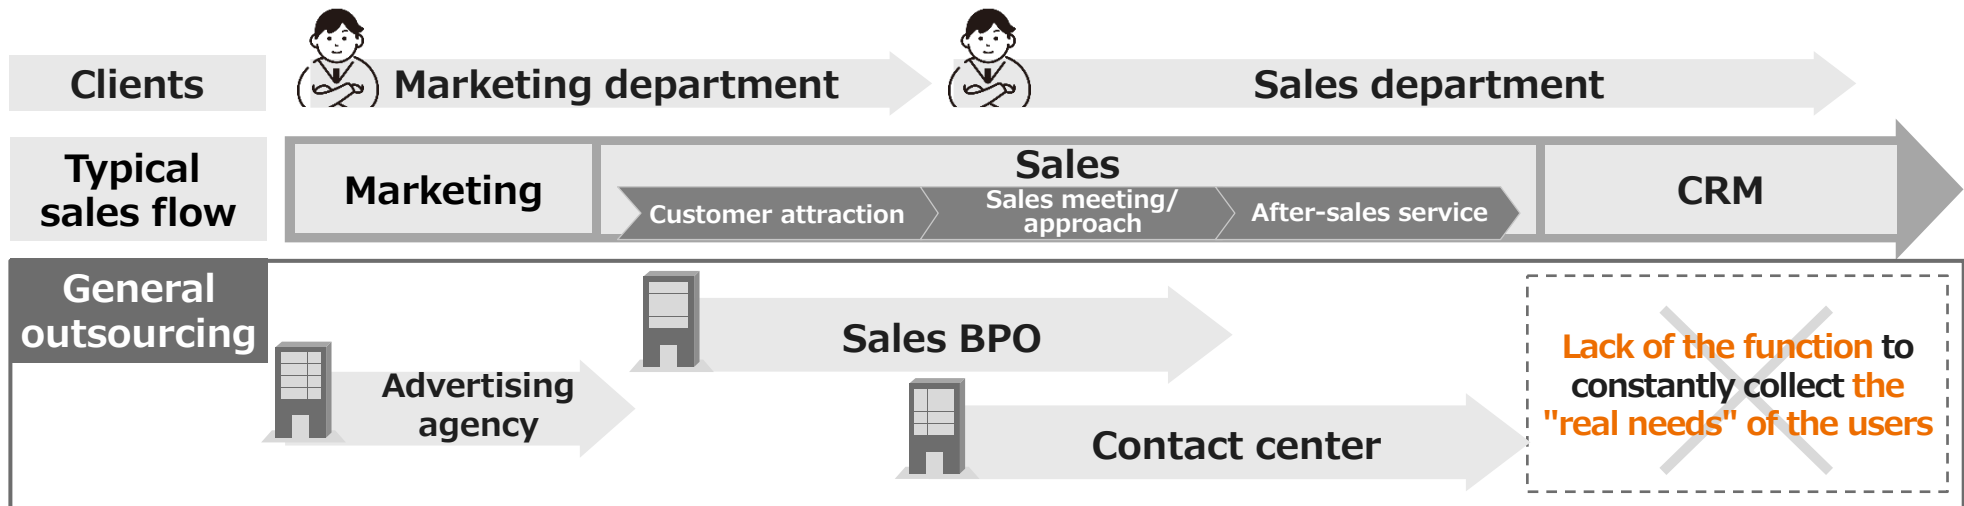 Clients
Marketing department
Sales department
Typical
sales flow
Marketing
Sales
Customer attraction
Sales meeting/
approach
After-sales service
CRM
General
outsourcing
Advertising
agency
Sales BPO
Contact center
Lack of the function to
constantly collect the
"real needs" of the users